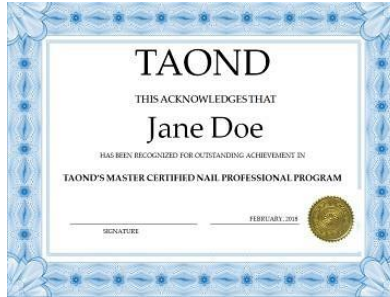 TAOND
THIS ACKNOWLEDGES THAT
Jane Doe
HAS BEEN RECOGNIZED FOR OUTSTANDING ACHIEVEMENT IN
TAOND'S MASTER CERTIFIED NAIL PROFESSIONAL PROGRAM
FEBRUARY, 2018
SIGNATURE